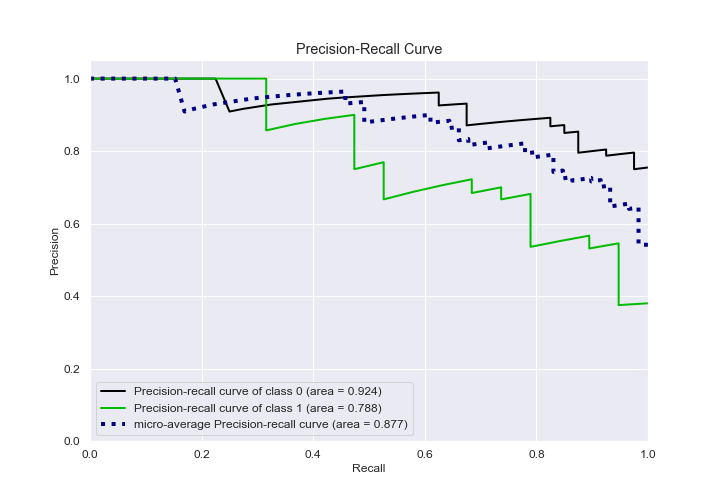 Precision-Recall Curve
Precision
1.0
0.8
0.6
0.4
0.2
0.0
Precision-recall curve of class 0 (area = 0.924)
Precision-recall curve of class 1 (area = 0.788)
micro-average Precision-recall curve (area = 0.877)
0.0 0.2 0.4 0.6 0.8 1.0
Recall